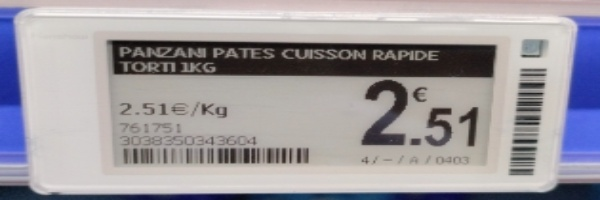 PANZANI PATES CUISSON RAPIDE
TORTI 1KG
2.51€/Kg
2€.51
761751
3038350343604
4/-/A/0403